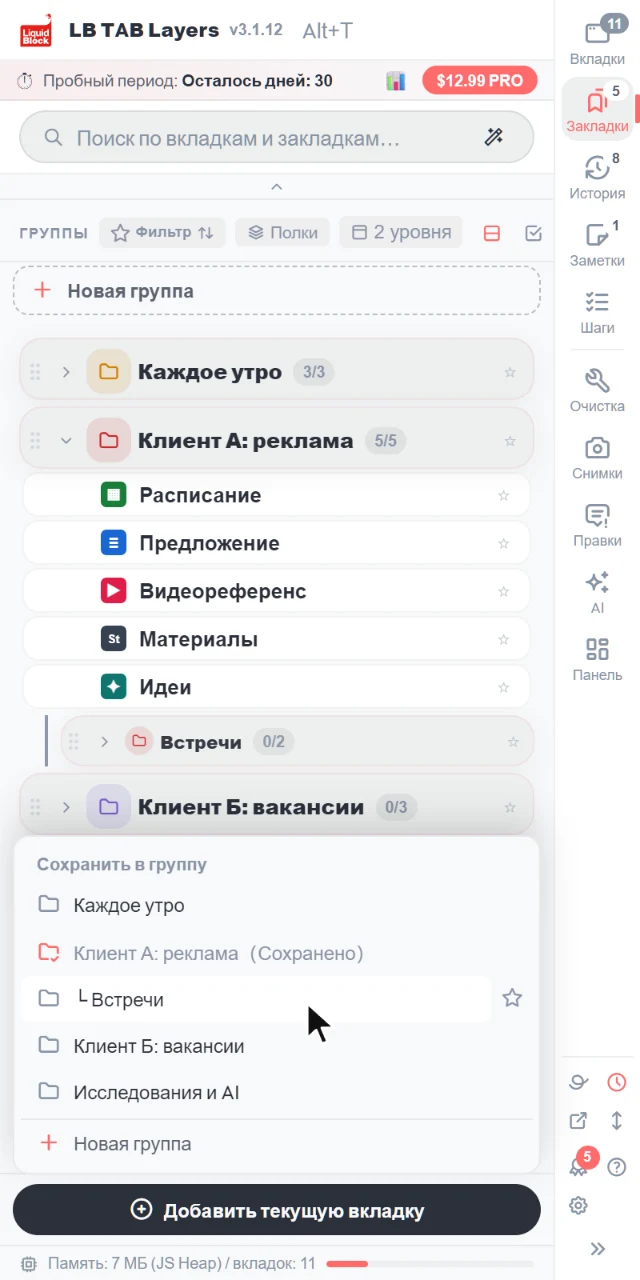 Liquid Block
LB TAB Layers v3.1.12 Alt+T
Пробный период: Осталось дней: 30 $12.99 PRO
Поиск по вкладкам и закладкам...
ГРУППЫ Фильтр Полки 2 уровня
+ Новая группа
Каждое утро 3/3
Клиент А: реклама 5/5
Расписание
Предложение
Видеореференс
St Материалы
Идеи
Встречи 0/2
Клиент Б: вакансии 0/3
Сохранить в группу
Каждое утро
Клиент А: реклама (Сохранено)
└ Встречи
Клиент Б: вакансии
Исследования и AI
+ Новая группа
Добавить текущую вкладку
Память: 7 МБ (JS Heap) / вкладок: 11
11
Вкладки
5
Закладки
8
История
1
Заметки
Шаги
Очистка
Снимки
Правки
AI
Панель
5